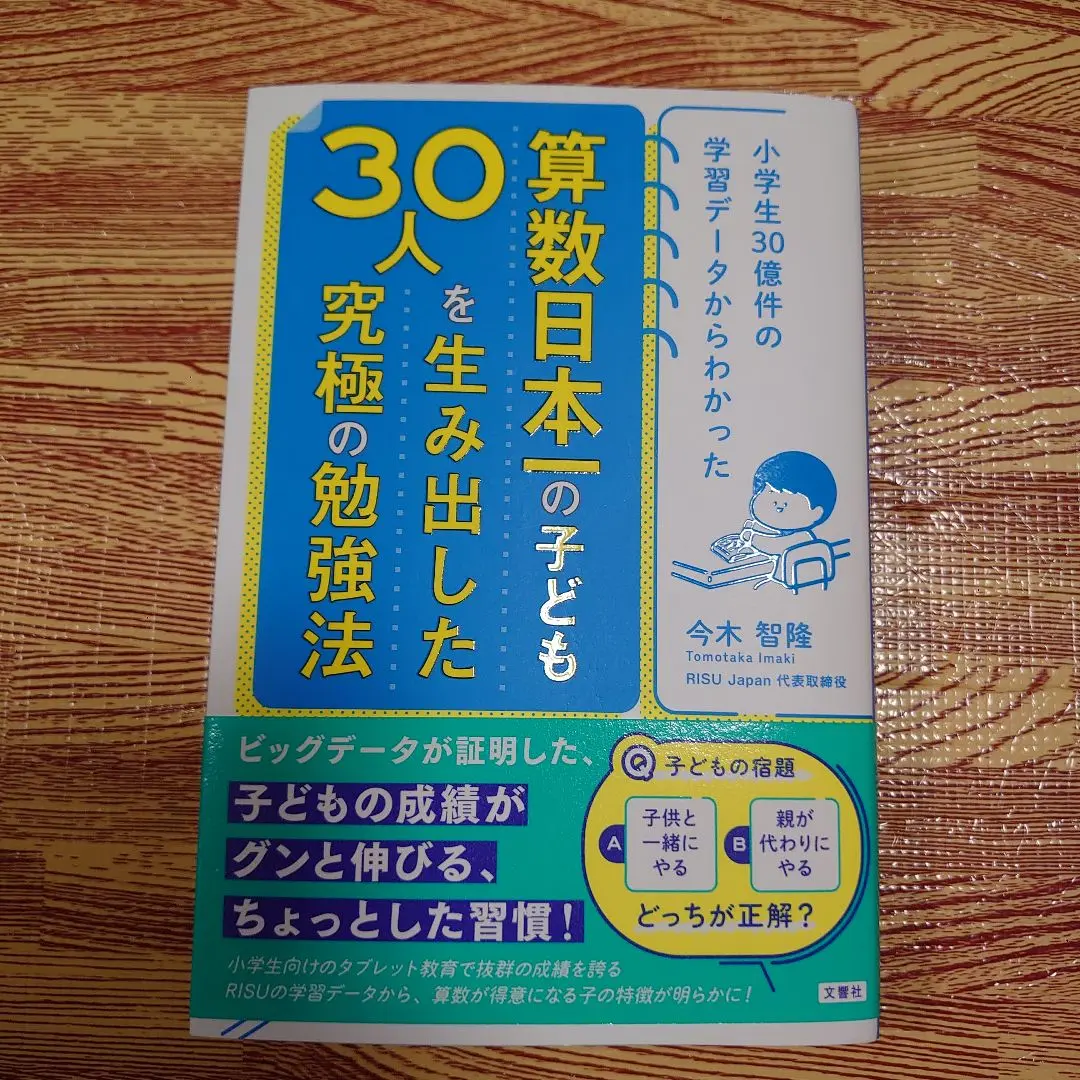 小学生30億件の
学習データからわかった
算数日本一の子ども
30人を生み出した
究極の勉強法
今木 智隆
Tomotaka Imaki
RISU Japan 代表取締役
ビッグデータが証明した、
子どもの成績が
グンと伸びる、
ちょっとした習慣！
小学生向けのタブレット教育で抜群の成績を誇る
RISUの学習データから、算数が得意になる子の特徴が明らかに！
Q 子どもの宿題
A
子供と
一緒に
やる
B
親が
代わりに
やる
どっちが正解？
文響社